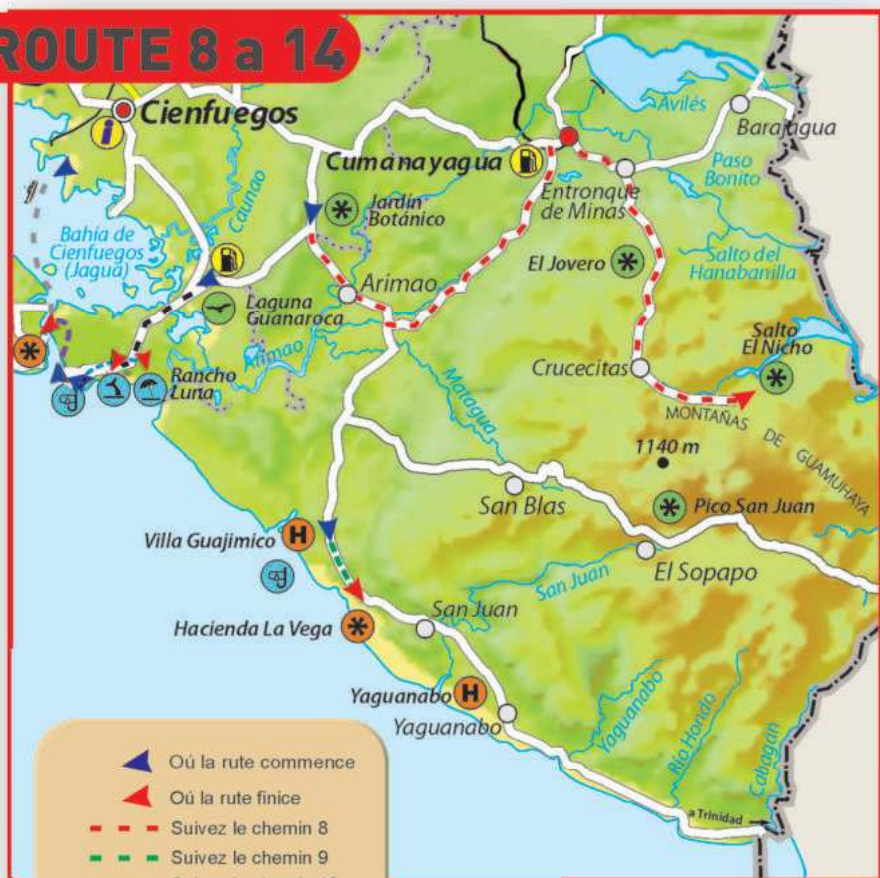 ROUTE 8 a 14
Cienfuegos
Avilés
Barajagua
Cumanayagua
Caunao
Jardín
Botánico
Entronque
de Minas
Paso
Bonito
Bahía de
Cienfuegos
(Jagua)
El Jovero
Salto del
Hanabanilla
Arimao
Laguna
Guanaroca
Arimao
Salto
El Nicho
Rancho
Luna
Crucecitas
Mataguá
MONTAÑAS DE GUAMUHAYA
1140 m
San Blas
Pico San Juan
Villa Guajimico
H
El Sopapo
San Juan
San Juan
Hacienda La Vega
Yaguanabo
H
Yaguanabo
Yaguanabo
Río Hondo
Cabagán
a Trinidad
Oú la rute commence
Oú la rute finice
Suivez le chemin 8
Suivez le chemin 9